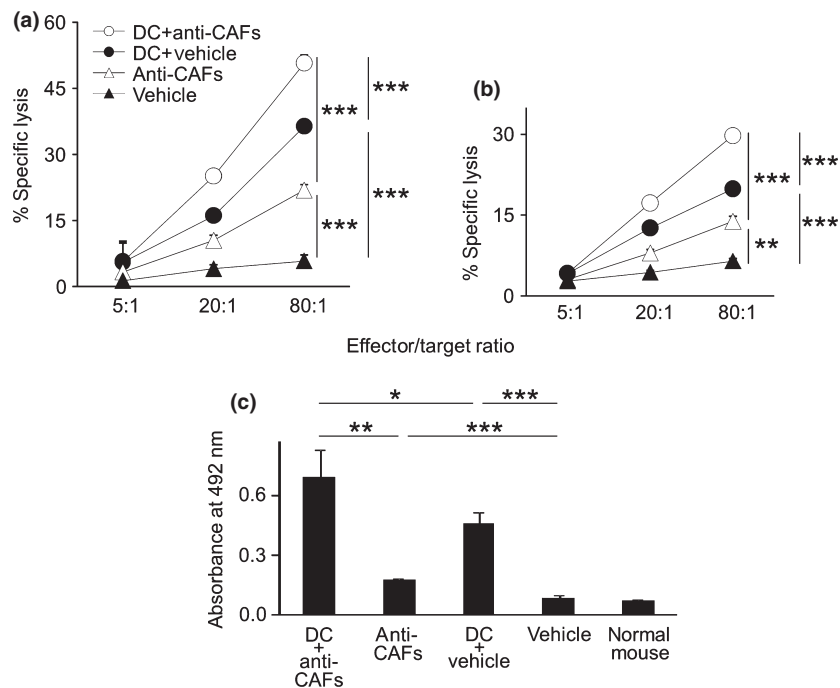 (a)
60
45
30
15
0
% Specific lysis
DC+anti-CAFs
DC+vehicle
Anti-CAFs
Vehicle
***
***
***
***
5:1 20:1 80:1
(b)
30
15
0
% Specific lysis
***
***
***
**
5:1 20:1 80:1
Effector/target ratio
(c)
* ***
** ***
Absorbance at 492 nm
0.6
0.3
0.0
DC
+
anti-
CAFs
Anti-
CAFs
DC
+
vehicle
Vehicle
Normal
mouse